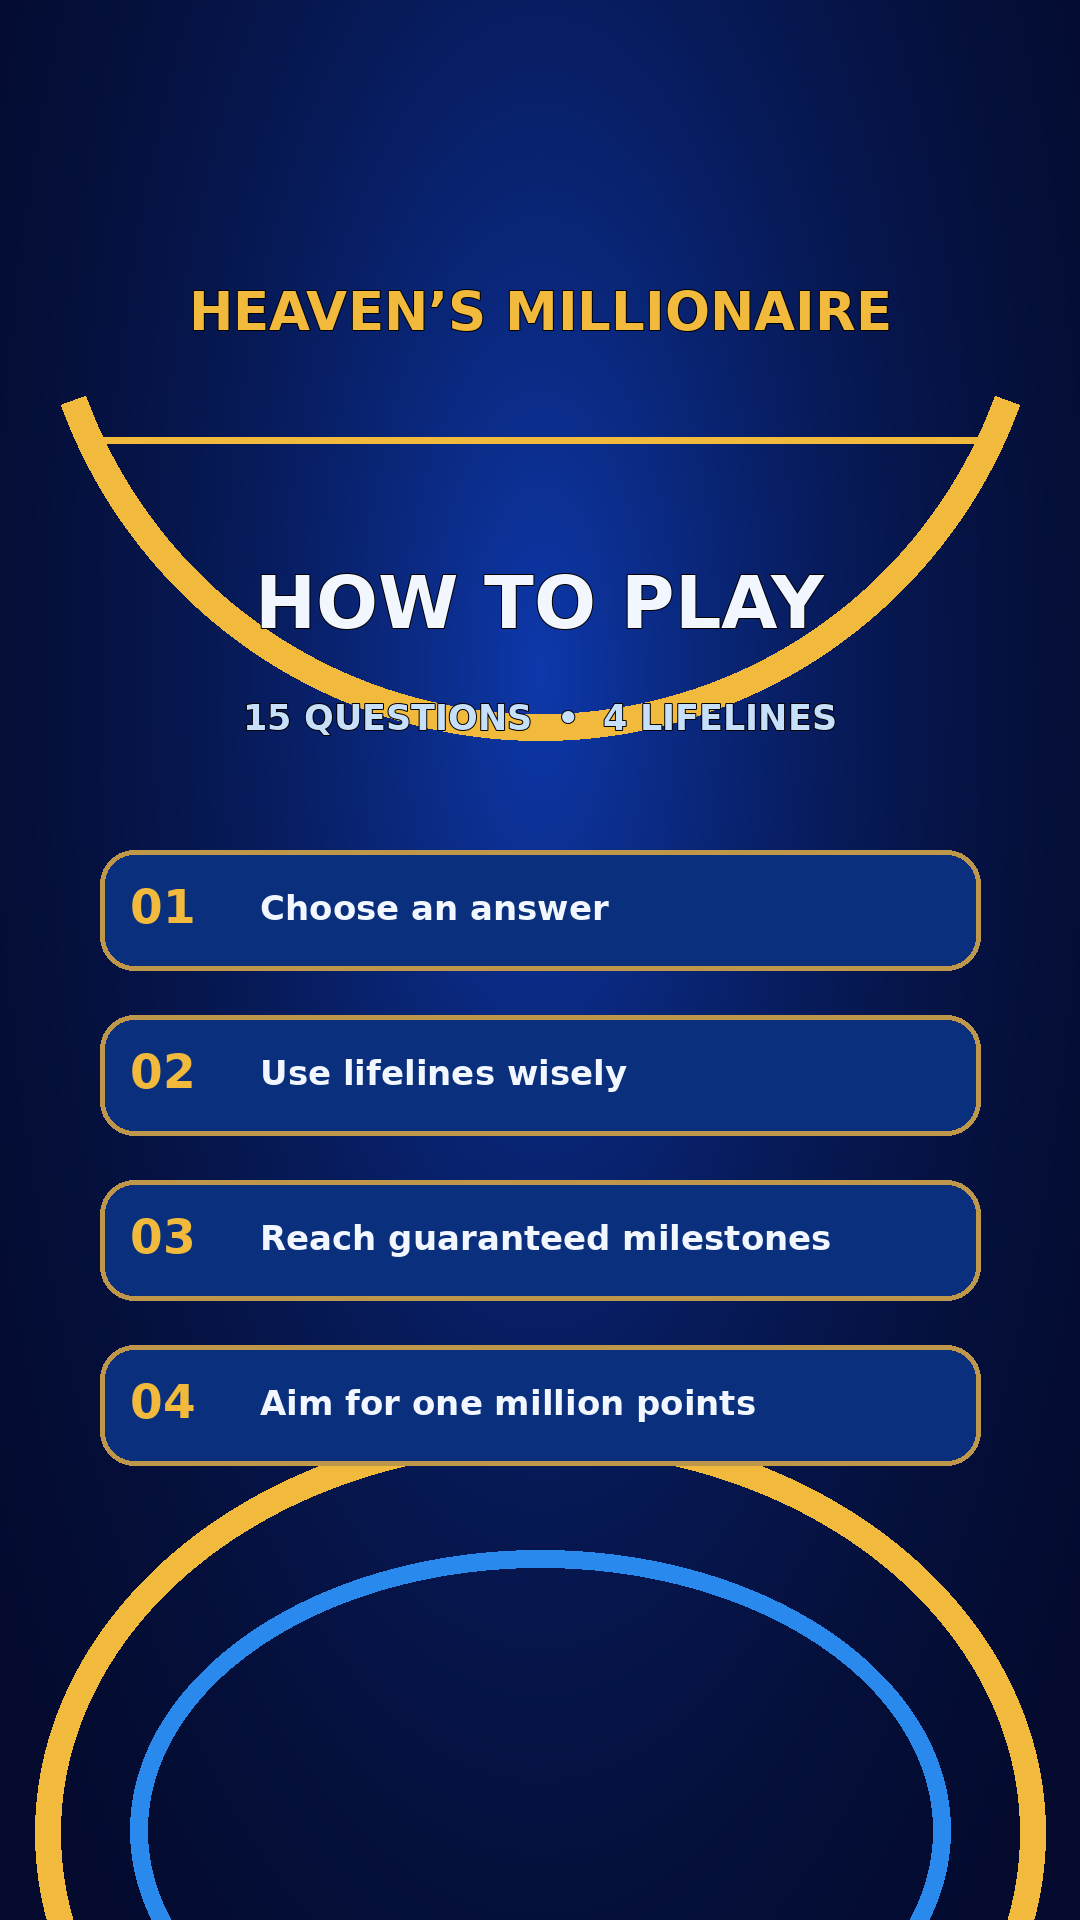 HEAVEN’S MILLIONAIRE
HOW TO PLAY
15 QUESTIONS • 4 LIFELINES
01 Choose an answer
02 Use lifelines wisely
03 Reach guaranteed milestones
04 Aim for one million points